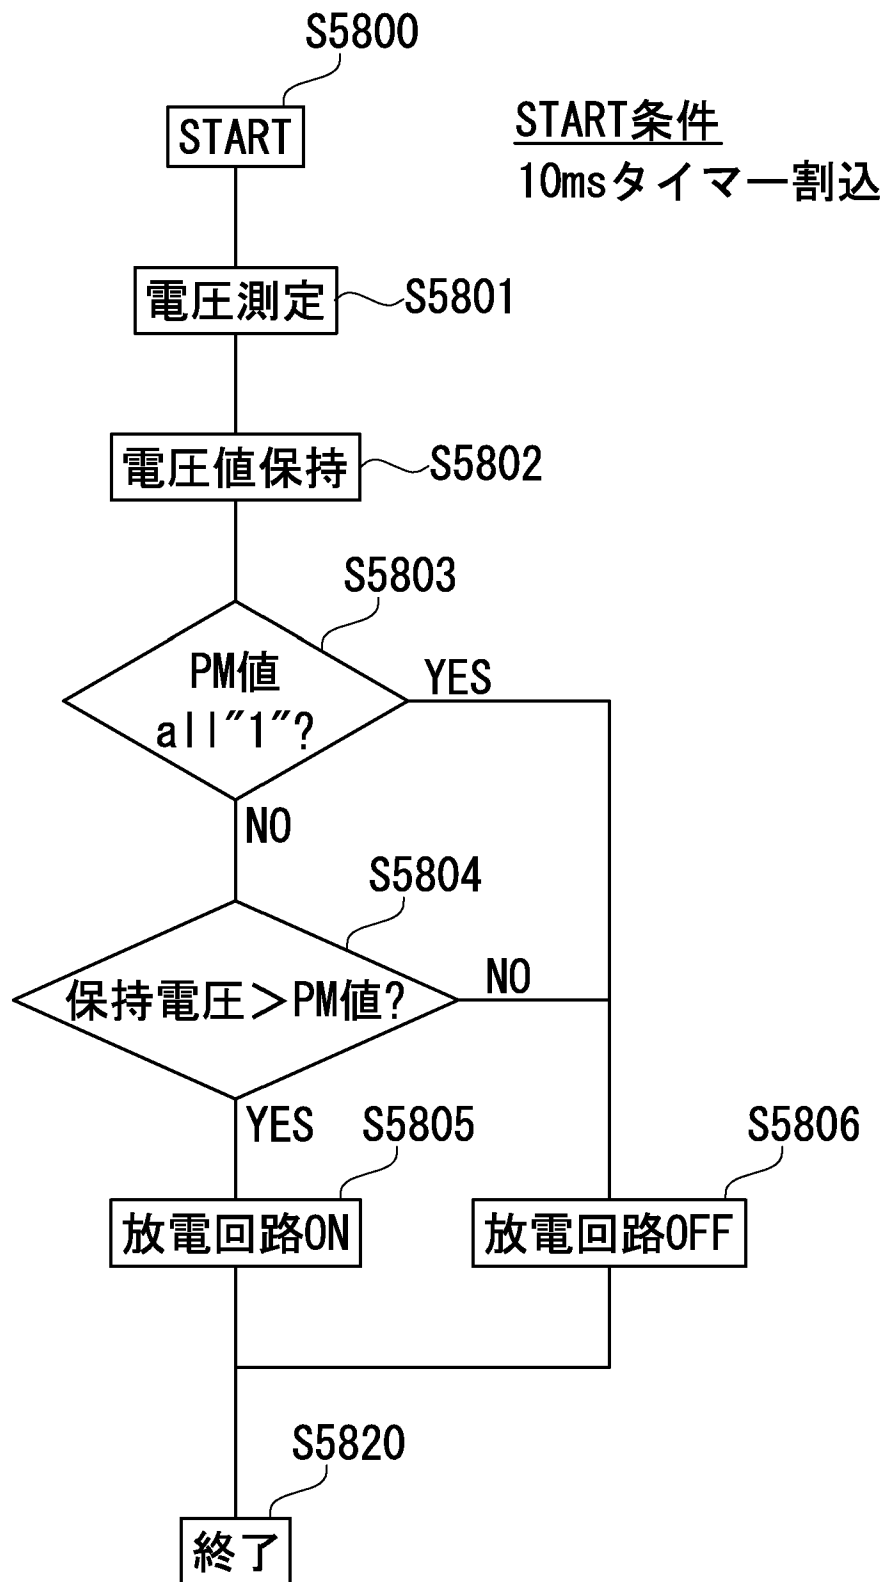 S5800
START
START条件
10msタイマー割込
電圧測定
S5801
電圧値保持
S5802
S5803
PM値
all"1"?
YES
NO
S5804
保持電圧＞PM値?
NO
YES
S5805
S5806
放電回路ON
放電回路OFF
S5820
終了